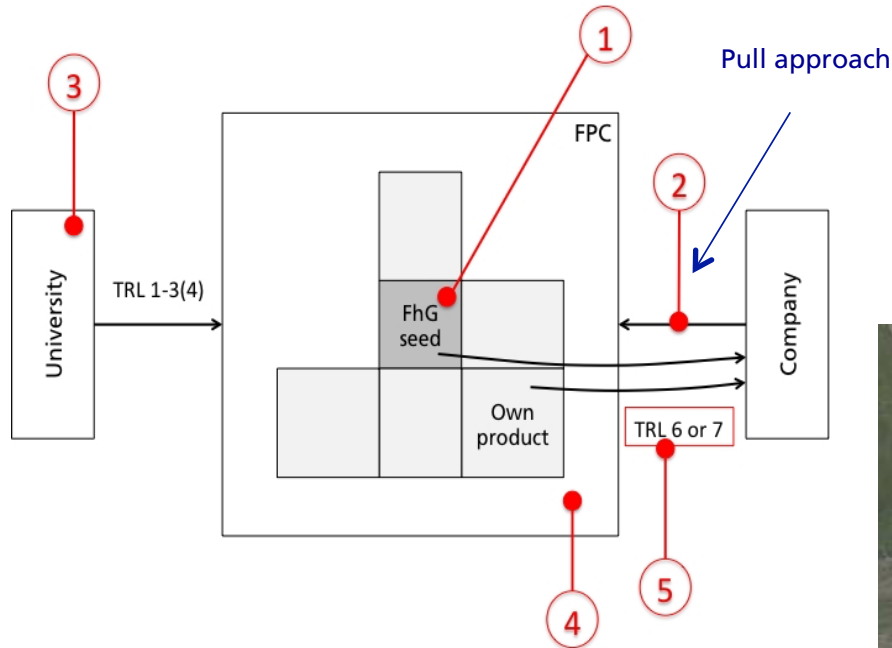 1
Pull approach
3
FPC
2
University
TRL 1-3(4)
FhG
seed
Company
Own
product
TRL 6 or 7
4
5